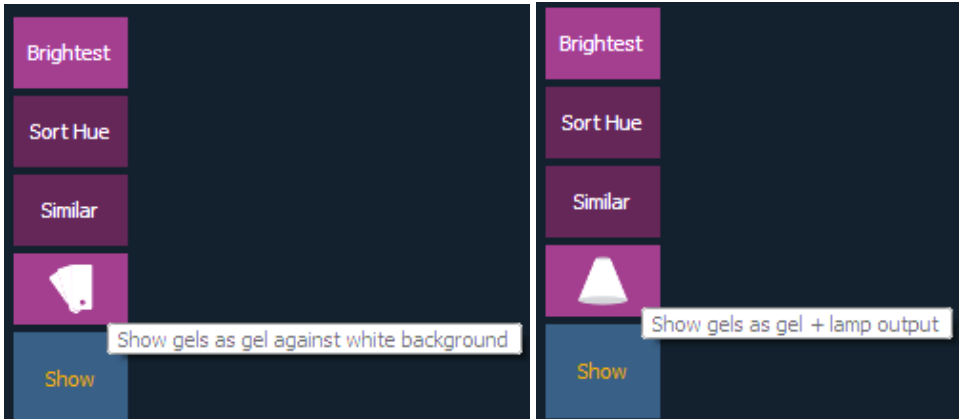 Brightest
Sort Hue
Similar
Show gels as gel against white background
Show
Brightest
Sort Hue
Similar
Show gels as gel + lamp output
Show